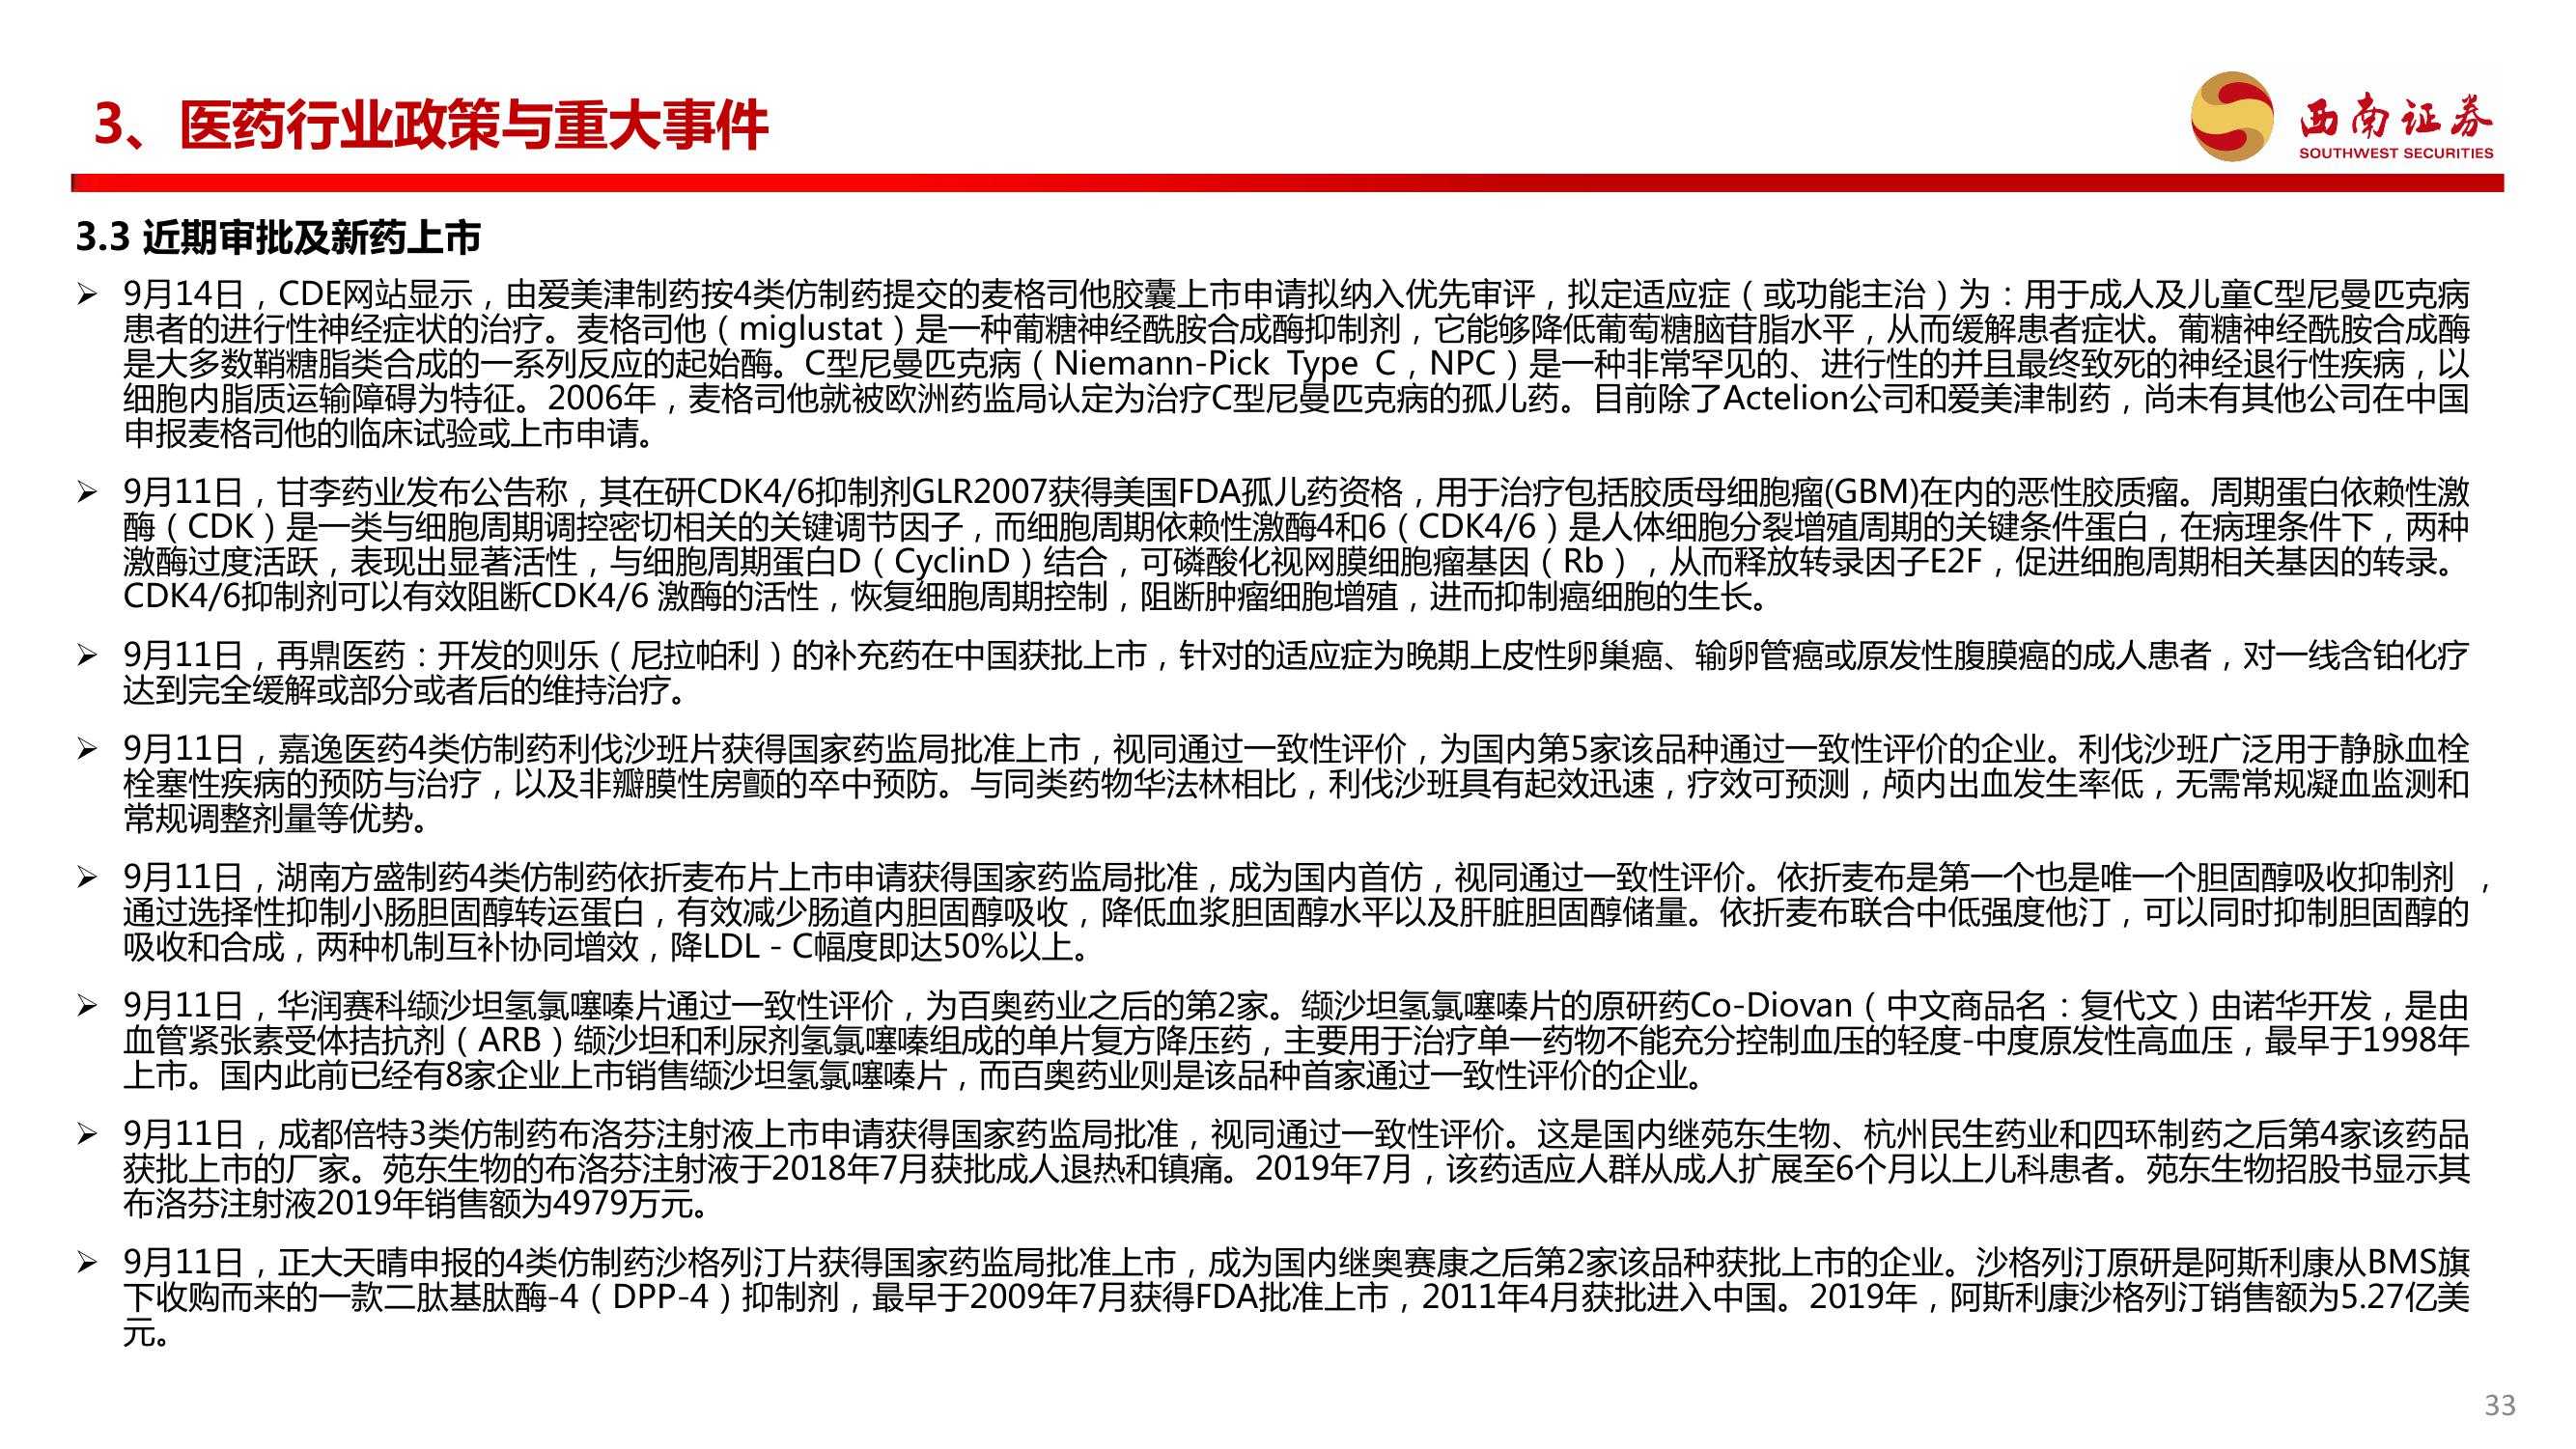 3、医药行业政策与重大事件
西南证券
SOUTHWEST SECURITIES
3.3 近期审批及新药上市
➢ 9月14日，CDE网站显示，由爱美津制药按4类仿制药提交的麦格司他胶囊上市申请拟纳入优先审评，拟定适应症（或功能主治）为：用于成人及儿童C型尼曼匹克病
患者的进行性神经症状的治疗。麦格司他（miglustat）是一种葡糖神经酰胺合成酶抑制剂，它能够降低葡萄糖脑苷脂水平，从而缓解患者症状。葡糖神经酰胺合成酶
是大多数鞘糖脂类合成的一系列反应的起始酶。C型尼曼匹克病（Niemann-Pick Type C，NPC）是一种非常罕见的、进行性的并且最终致死的神经退行性疾病，以
细胞内脂质运输障碍为特征。2006年，麦格司他就被欧洲药监局认定为治疗C型尼曼匹克病的孤儿药。目前除了Actelion公司和爱美津制药，尚未有其他公司在中国
申报麦格司他的临床试验或上市申请。
➢ 9月11日，甘李药业发布公告称，其在研CDK4/6抑制剂GLR2007获得美国FDA孤儿药资格，用于治疗包括胶质母细胞瘤(GBM)在内的恶性胶质瘤。周期蛋白依赖性激
酶（CDK）是一类与细胞周期调控密切相关的关键调节因子，而细胞周期依赖性激酶4和6（CDK4/6）是人体细胞分裂增殖周期的关键条件蛋白，在病理条件下，两种
激酶过度活跃，表现出显著活性，与细胞周期蛋白D（CyclinD）结合，可磷酸化视网膜细胞瘤基因（Rb），从而释放转录因子E2F，促进细胞周期相关基因的转录。
CDK4/6抑制剂可以有效阻断CDK4/6 激酶的活性，恢复细胞周期控制，阻断肿瘤细胞增殖，进而抑制癌细胞的生长。
➢ 9月11日，再鼎医药：开发的则乐（尼拉帕利）的补充药在中国获批上市，针对的适应症为晚期上皮性卵巢癌、输卵管癌或原发性腹膜癌的成人患者，对一线含铂化疗
达到完全缓解或部分或者后的维持治疗。
➢ 9月11日，嘉逸医药4类仿制药利伐沙班片获得国家药监局批准上市，视同通过一致性评价，为国内第5家该品种通过一致性评价的企业。利伐沙班广泛用于静脉血栓
栓塞性疾病的预防与治疗，以及非瓣膜性房颤的卒中预防。与同类药物华法林相比，利伐沙班具有起效迅速，疗效可预测，颅内出血发生率低，无需常规凝血监测和
常规调整剂量等优势。
➢ 9月11日，湖南方盛制药4类仿制药依折麦布片上市申请获得国家药监局批准，成为国内首仿，视同通过一致性评价。依折麦布是第一个也是唯一个胆固醇吸收抑制剂 ，
通过选择性抑制小肠胆固醇转运蛋白，有效减少肠道内胆固醇吸收，降低血浆胆固醇水平以及肝脏胆固醇储量。依折麦布联合中低强度他汀，可以同时抑制胆固醇的
吸收和合成，两种机制互补协同增效，降LDL－C幅度即达50%以上。
➢ 9月11日，华润赛科缬沙坦氢氯噻嗪片通过一致性评价，为百奥药业之后的第2家。缬沙坦氢氯噻嗪片的原研药Co-Diovan（中文商品名：复代文）由诺华开发，是由
血管紧张素受体拮抗剂（ARB）缬沙坦和利尿剂氢氯噻嗪组成的单片复方降压药，主要用于治疗单一药物不能充分控制血压的轻度-中度原发性高血压，最早于1998年
上市。国内此前已经有8家企业上市销售缬沙坦氢氯噻嗪片，而百奥药业则是该品种首家通过一致性评价的企业。
➢ 9月11日，成都倍特3类仿制药布洛芬注射液上市申请获得国家药监局批准，视同通过一致性评价。这是国内继苑东生物、杭州民生药业和四环制药之后第4家该药品
获批上市的厂家。苑东生物的布洛芬注射液于2018年7月获批成人退热和镇痛。2019年7月，该药适应人群从成人扩展至6个月以上儿科患者。苑东生物招股书显示其
布洛芬注射液2019年销售额为4979万元。
➢ 9月11日，正大天晴申报的4类仿制药沙格列汀片获得国家药监局批准上市，成为国内继奥赛康之后第2家该品种获批上市的企业。沙格列汀原研是阿斯利康从BMS旗
下收购而来的一款二肽基肽酶-4（DPP-4）抑制剂，最早于2009年7月获得FDA批准上市，2011年4月获批进入中国。2019年，阿斯利康沙格列汀销售额为5.27亿美
元。
33